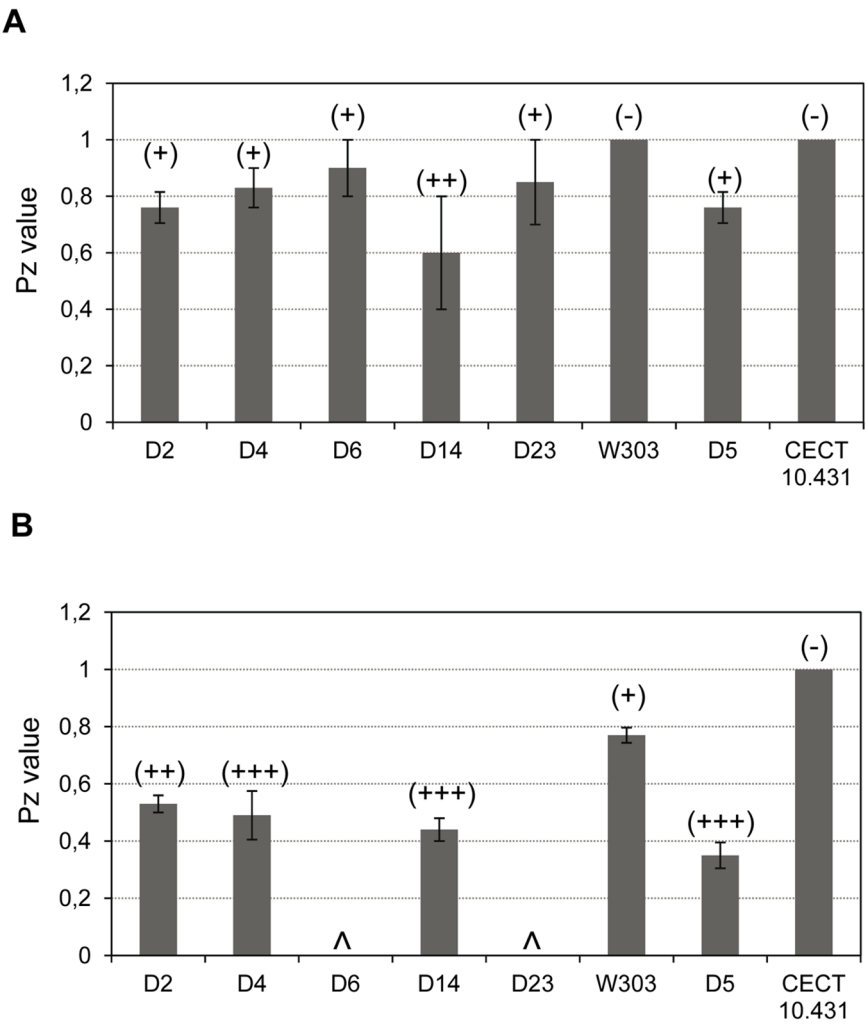 A
1,2
(+) (+) (+) (++) (+) (-) (+) (-)
1
0,8
0,6
0,4
0,2
0
Pz value
D2 D4 D6 D14 D23 W303 D5 CECT
10.431
B
1,2
(++) (+++) (+++) (+) (+++) (-)
1
0,8
0,6
0,4
0,2
0
Pz value
^ ^
D2 D4 D6 D14 D23 W303 D5 CECT
10.431